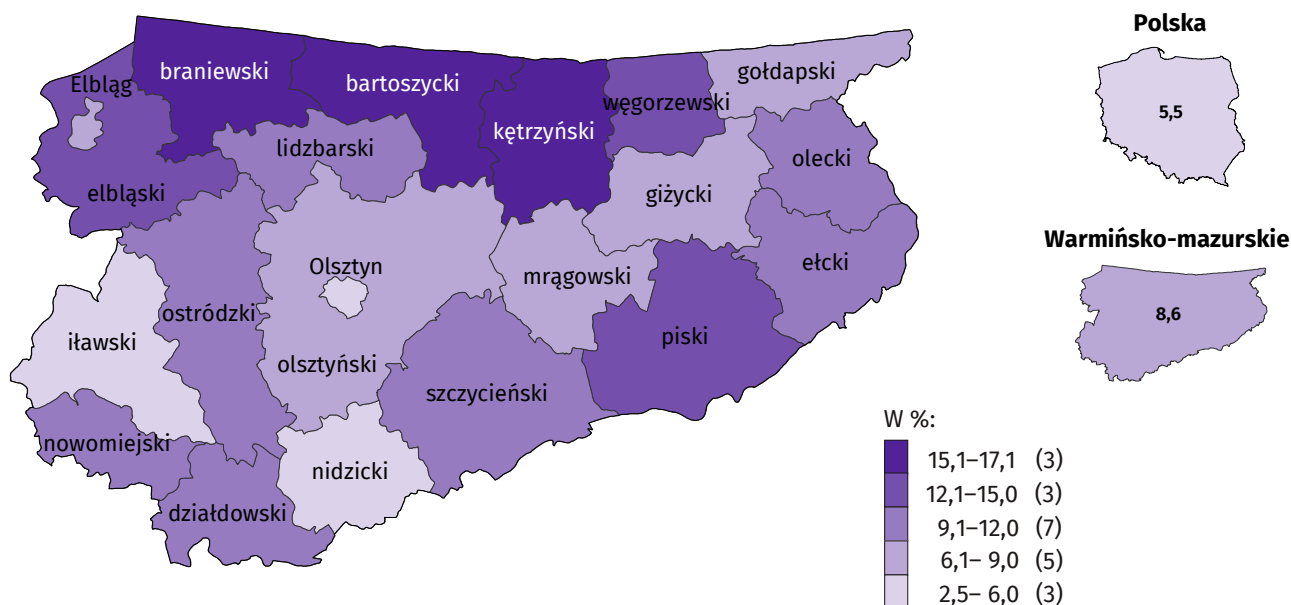 Polska
5,5
Elbląg
braniewski
bartoszycki
kętrzyński
węgorzewski
gołdapski
lidzbarski
olecki
elbląski
giżycki
Olsztyn
mrągowski
ełcki
Warmińsko-mazurskie
8,6
ostródzki
iławski
olsztyński
piski
szczycieński
nowomiejski
nidzicki
działdowski
W %:
15,1–17,1 (3)
12,1–15,0 (3)
9,1–12,0 (7)
6,1– 9,0 (5)
2,5– 6,0 (3)